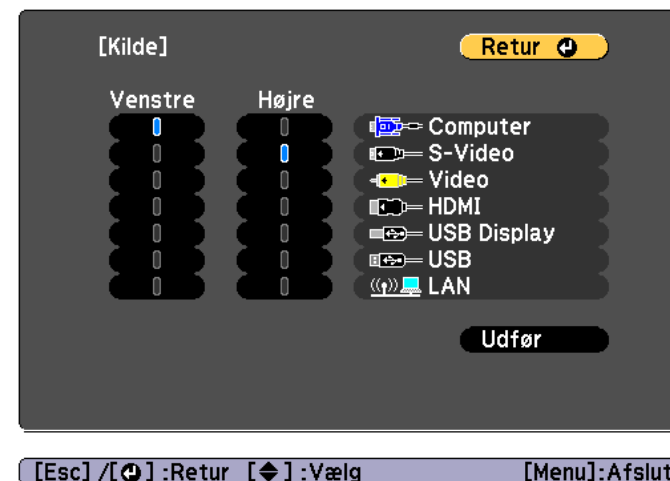 [Kilde]
Retur
Venstre Højre
Computer
S-Video
Video
HDMI
USB Display
USB
LAN
Udfør
[Esc] /[ ] :Retur [ ] :Vælg [Menu]:Afslut